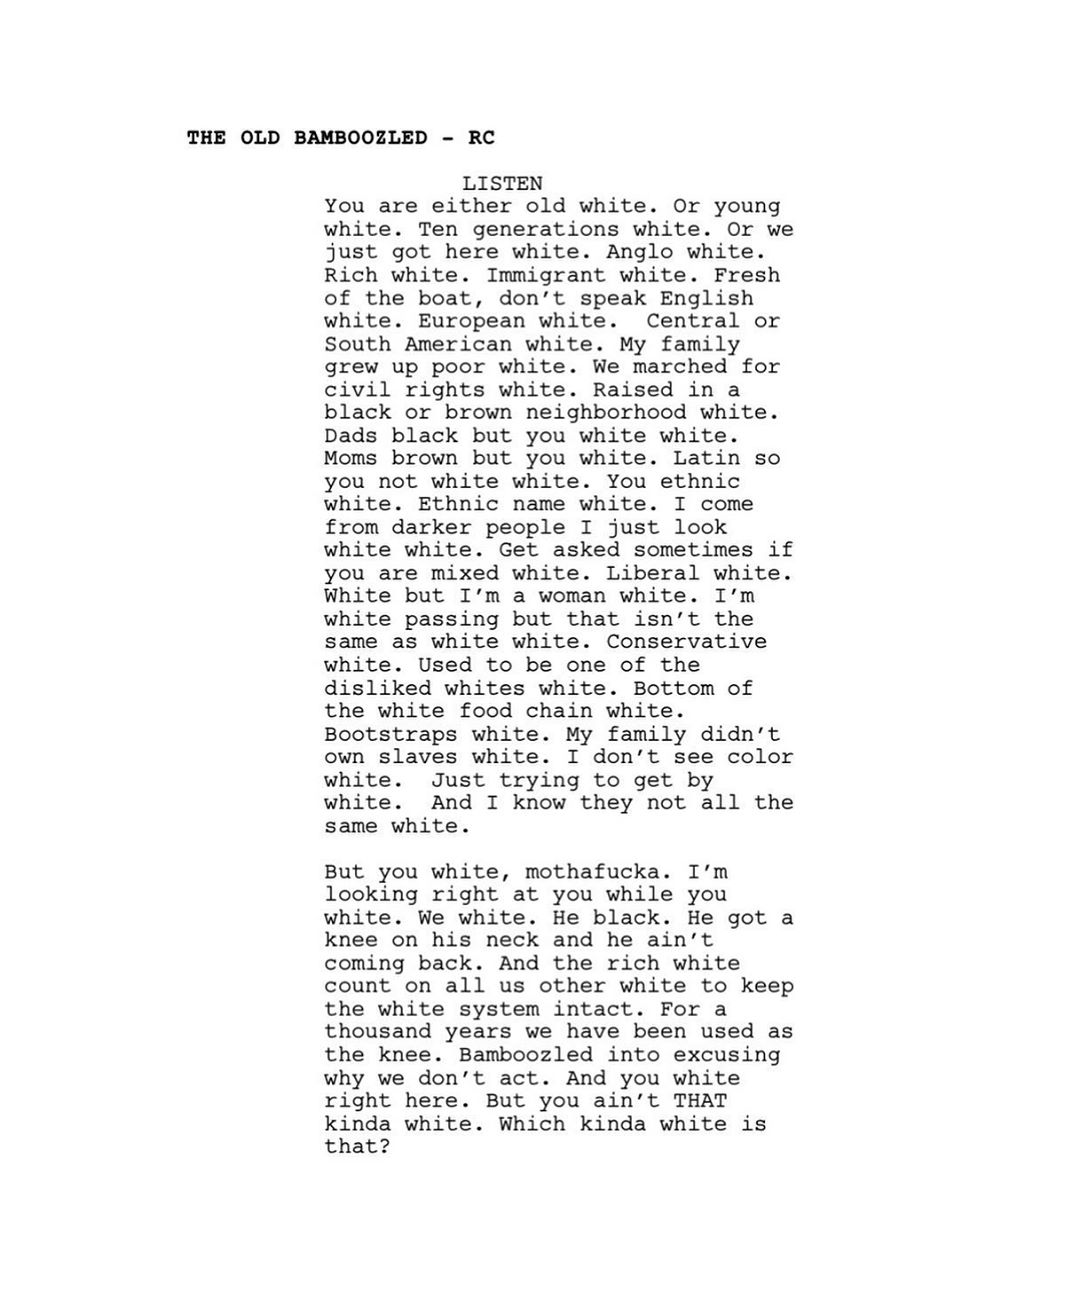 THE OLD BAMBOOZLED – RC
LISTEN
You are either old white. Or young
white. Ten generations white. Or we
just got here white. Anglo white.
Rich white. Immigrant white. Fresh
of the boat, don’t speak English
white. European white.  Central or
South American white. My family
grew up poor white. We marched for
civil rights white. Raised in a
black or brown neighborhood white.
Dads black but you white white.
Moms brown but you white. Latin so
you not white white. You ethnic
white. Ethnic name white. I come
from darker people I just look
white white. Get asked sometimes if
you are mixed white. Liberal white.
White but I’m a woman white. I’m
white passing but that isn’t the
same as white white. Conservative
white. Used to be one of the
disliked whites white. Bottom of
the white food chain white.
Bootstraps white. My family didn’t
own slaves white. I don’t see color
white.  Just trying to get by
white.  And I know they not all the
same white.
But you white, mothafucka. I’m
looking right at you while you
white. We white. He black. He got a
knee on his neck and he ain’t
coming back. And the rich white
count on all us other white to keep
the white system intact. For a
thousand years we have been used as
the knee. Bamboozled into excusing
why we don’t act. And you white
right here. But you ain’t THAT
kinda white. Which kinda white is
that?